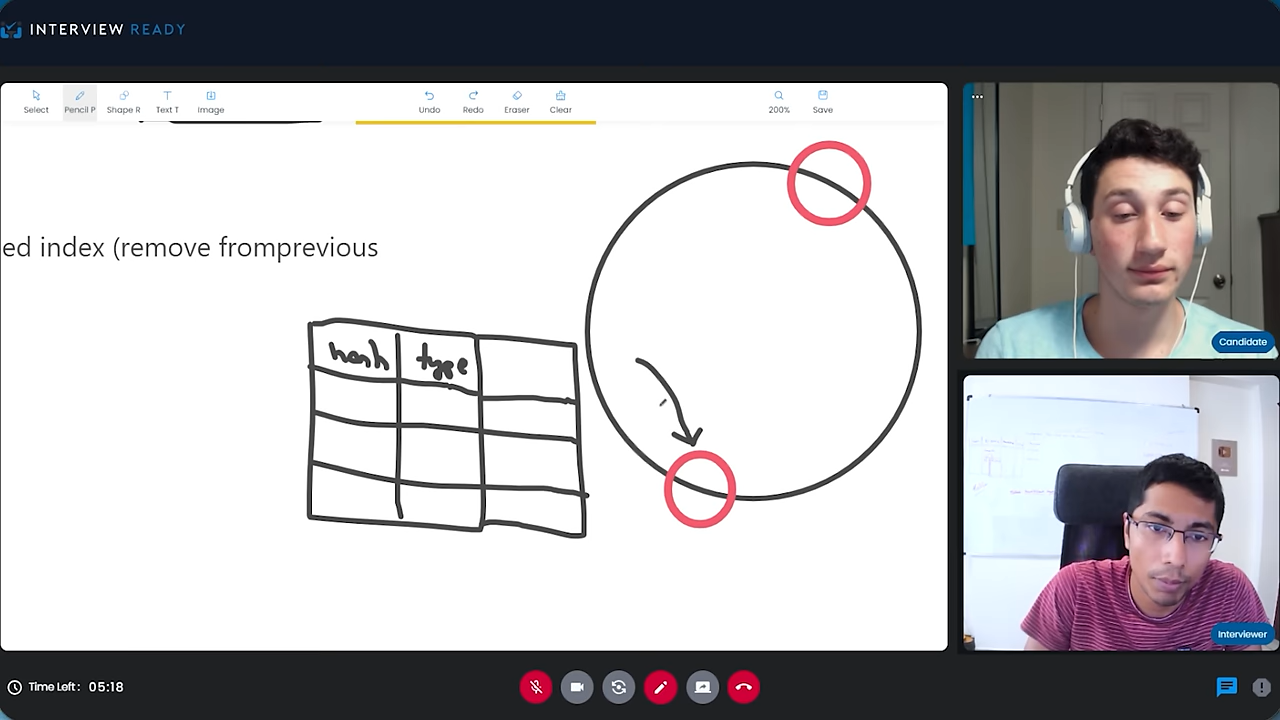 INTERVIEW READY
Select
Pencil P
Shape R
Text T
Image
Undo
Redo
Eraser
Clear
200%
Save
ed index (remove fromprevious
hash
type
Candidate
Interviewer
Time Left : 05:18